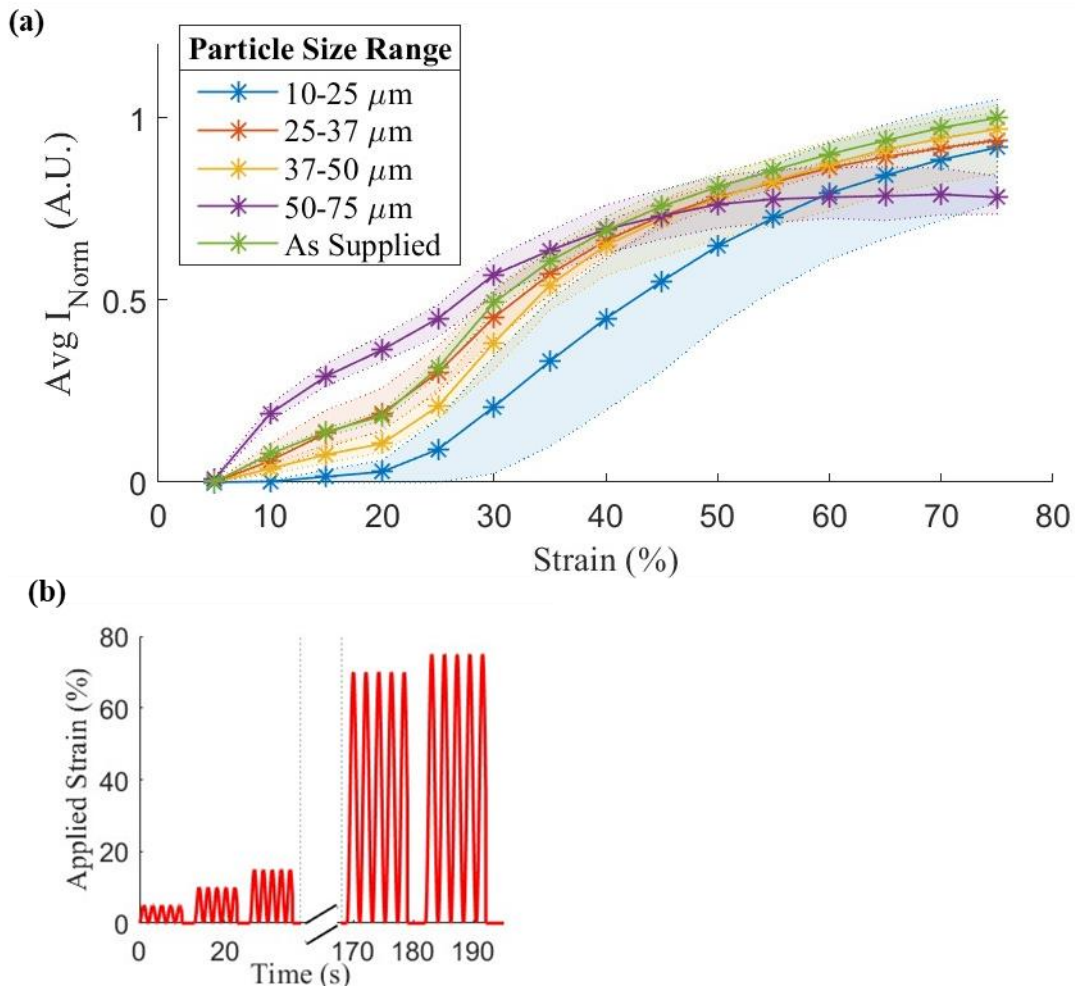 (a)
Particle Size Range
10-25 μm
25-37 μm
37-50 μm
50-75 μm
As Supplied
Avg I_Norm (A.U.)
1
0.5
0
0 10 20 30 40 50 60 70 80
Strain (%)
(b)
Applied Strain (%)
80
60
40
20
0
0 20 170 180 190
Time (s)